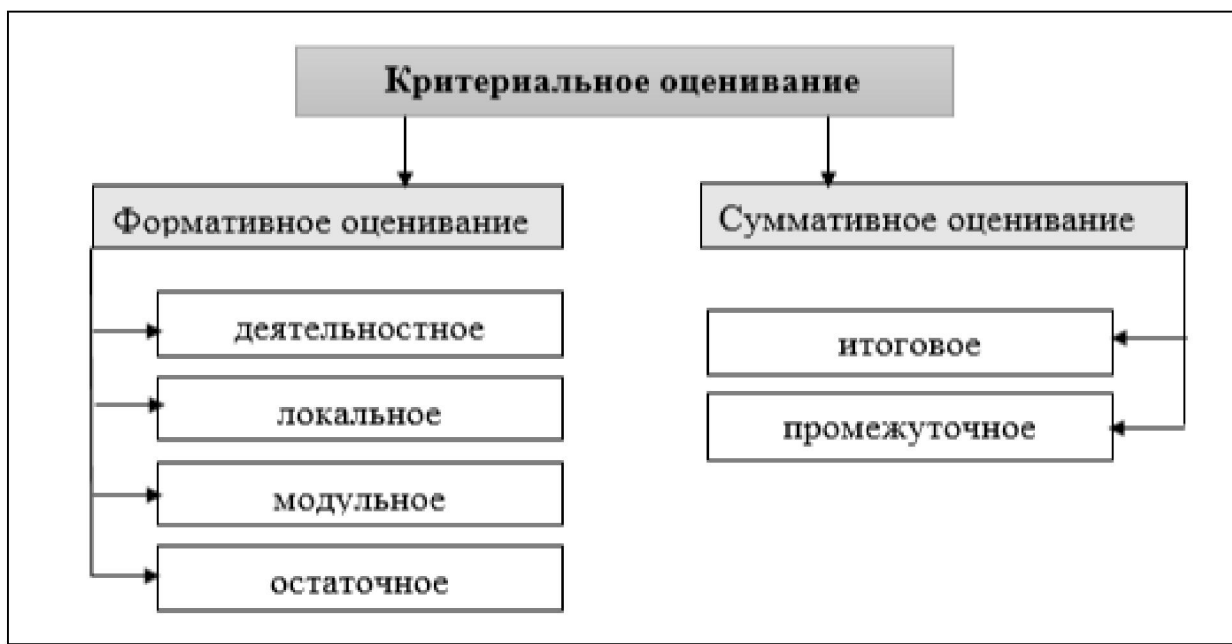 Критериальное оценивание
Формативное оценивание
деятельностное
локальное
модульное
остаточное
Суммативное оценивание
итоговое
промежуточное